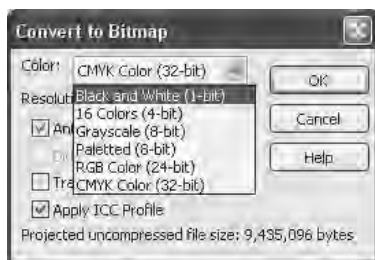 Convert to Bitmap
Color: CMYK Color (32-bit)
OK
Black and White (1-bit)
16 Colors (4-bit)
Cancel
Grayscale (8-bit)
Paletted (8-bit)
Help
RGB Color (24-bit)
CMYK Color (32-bit)
Apply ICC Profile
Projected uncompressed file size: 9,435,096 bytes